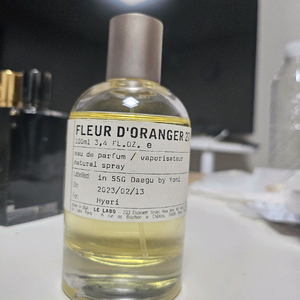 FLEUR D'ORANGER 27
100ml 3,4 FL.OZ. e
eau de parfum / vaporisateur
natural spray
in SSG Daegu by Yoni
2023/02/13
Hyeri
LE LABO